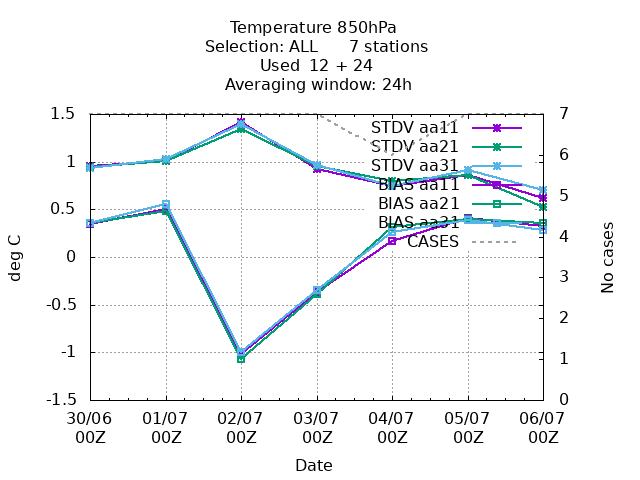 Temperature 850hPa
Selection: ALL 7 stations
Used 12 + 24
Averaging window: 24h
1.5
1
0.5
0
-0.5
-1
-1.5
deg C
7
6
5
4
3
2
1
0
No cases
STDV aa11
STDV aa21
STDV aa31
BIAS aa11
BIAS aa21
BIAS aa31
CASES
30/06 01/07 02/07 03/07 04/07 05/07 06/07
00Z 00Z 00Z 00Z 00Z 00Z 00Z
Date